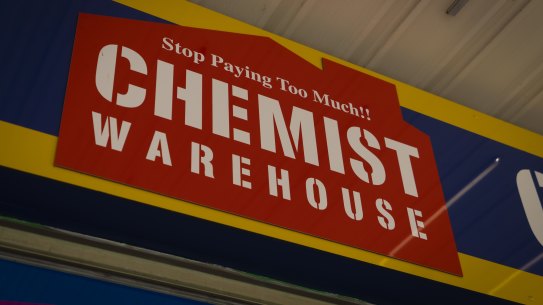 Stop Paying Too Much!!
CHEMIST
WAREHOUSE